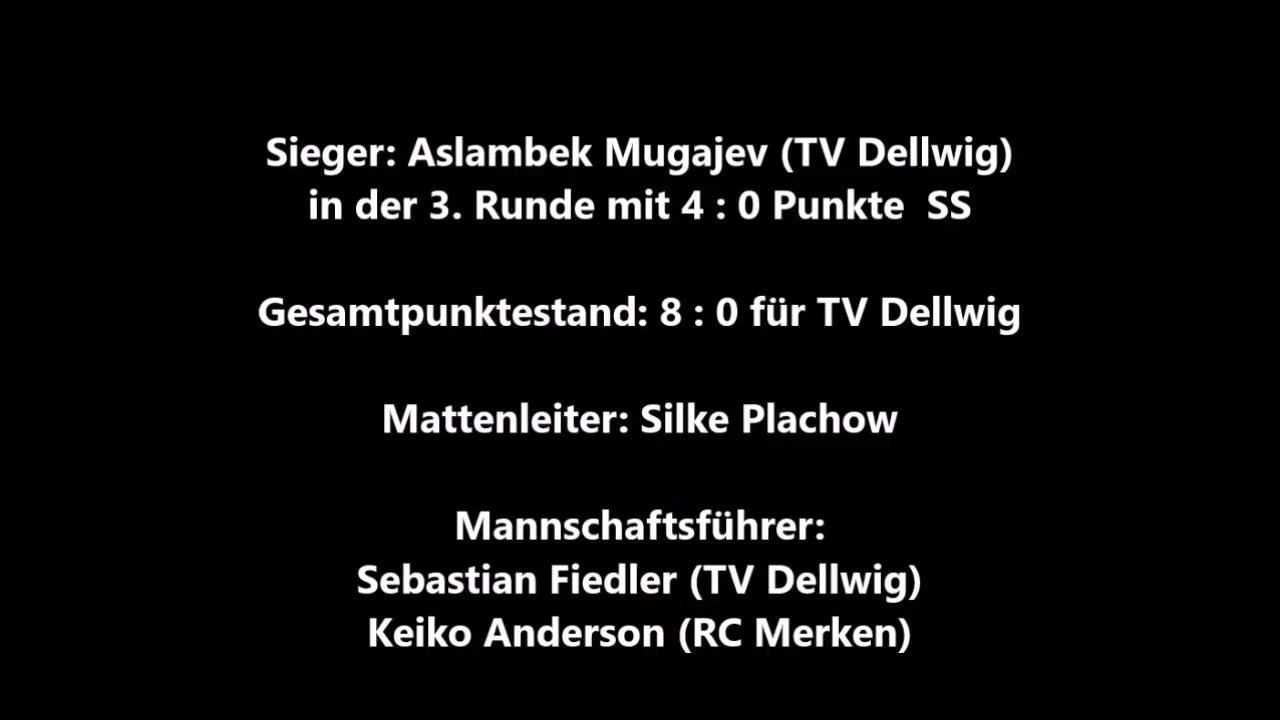 Sieger: Aslambek Mugajev (TV Dellwig)
in der 3. Runde mit 4 : 0 Punkte  SS
Gesamtpunktestand: 8 : 0 für TV Dellwig
Mattenleiter: Silke Plachow
Mannschaftsführer:
Sebastian Fiedler (TV Dellwig)
Keiko Anderson (RC Merken)